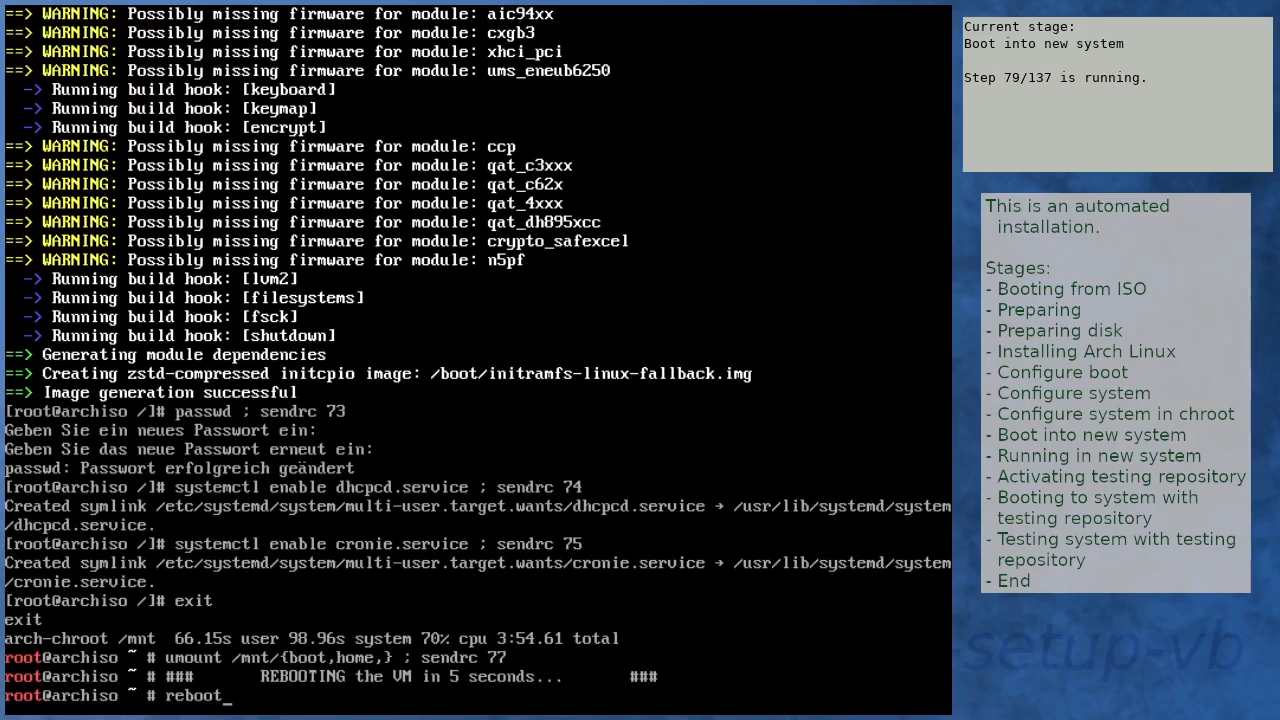 ==> WARNING: Possibly missing firmware for module: aic94xx
==> WARNING: Possibly missing firmware for module: cxgb3
==> WARNING: Possibly missing firmware for module: xhci_pci
==> WARNING: Possibly missing firmware for module: ums_eneub6250
-> Running build hook: [keyboard]
-> Running build hook: [keymap]
-> Running build hook: [encrypt]
==> WARNING: Possibly missing firmware for module: ccp
==> WARNING: Possibly missing firmware for module: qat_c3xxx
==> WARNING: Possibly missing firmware for module: qat_c62x
==> WARNING: Possibly missing firmware for module: qat_4xxx
==> WARNING: Possibly missing firmware for module: qat_dh895xcc
==> WARNING: Possibly missing firmware for module: crypto_safexcel
==> WARNING: Possibly missing firmware for module: n5pf
-> Running build hook: [lvm2]
-> Running build hook: [filesystems]
-> Running build hook: [fsck]
-> Running build hook: [shutdown]
==> Generating module dependencies
==> Creating zstd-compressed initcpio image: /boot/initramfs-linux-fallback.img
==> Image generation successful
[root@archiso /]# passwd ; sendrc 73
Geben Sie ein neues Passwort ein:
Geben Sie das neue Passwort erneut ein:
passwd: Passwort erfolgreich geändert
[root@archiso /]# systemctl enable dhcpcd.service ; sendrc 74
Created symlink /etc/systemd/system/multi-user.target.wants/dhcpcd.service → /usr/lib/systemd/system
/dhcpcd.service.
[root@archiso /]# systemctl enable cronie.service ; sendrc 75
Created symlink /etc/systemd/system/multi-user.target.wants/cronie.service → /usr/lib/systemd/system
/cronie.service.
[root@archiso /]# exit
exit
arch-chroot /mnt  66.15s user 98.96s system 70% cpu 3:54.61 total
root@archiso ~ # umount /mnt/{boot,home,} ; sendrc 77
root@archiso ~ # ###       REBOOTING the VM in 5 seconds...       ###
root@archiso ~ # reboot_
Current stage:
Boot into new system
Step 79/137 is running.
This is an automated
installation.
Stages:
- Booting from ISO
- Preparing
- Preparing disk
- Installing Arch Linux
- Configure boot
- Configure system
- Configure system in chroot
- Boot into new system
- Running in new system
- Activating testing repository
- Booting to system with
testing repository
- Testing system with testing
repository
- End
-setup-vb